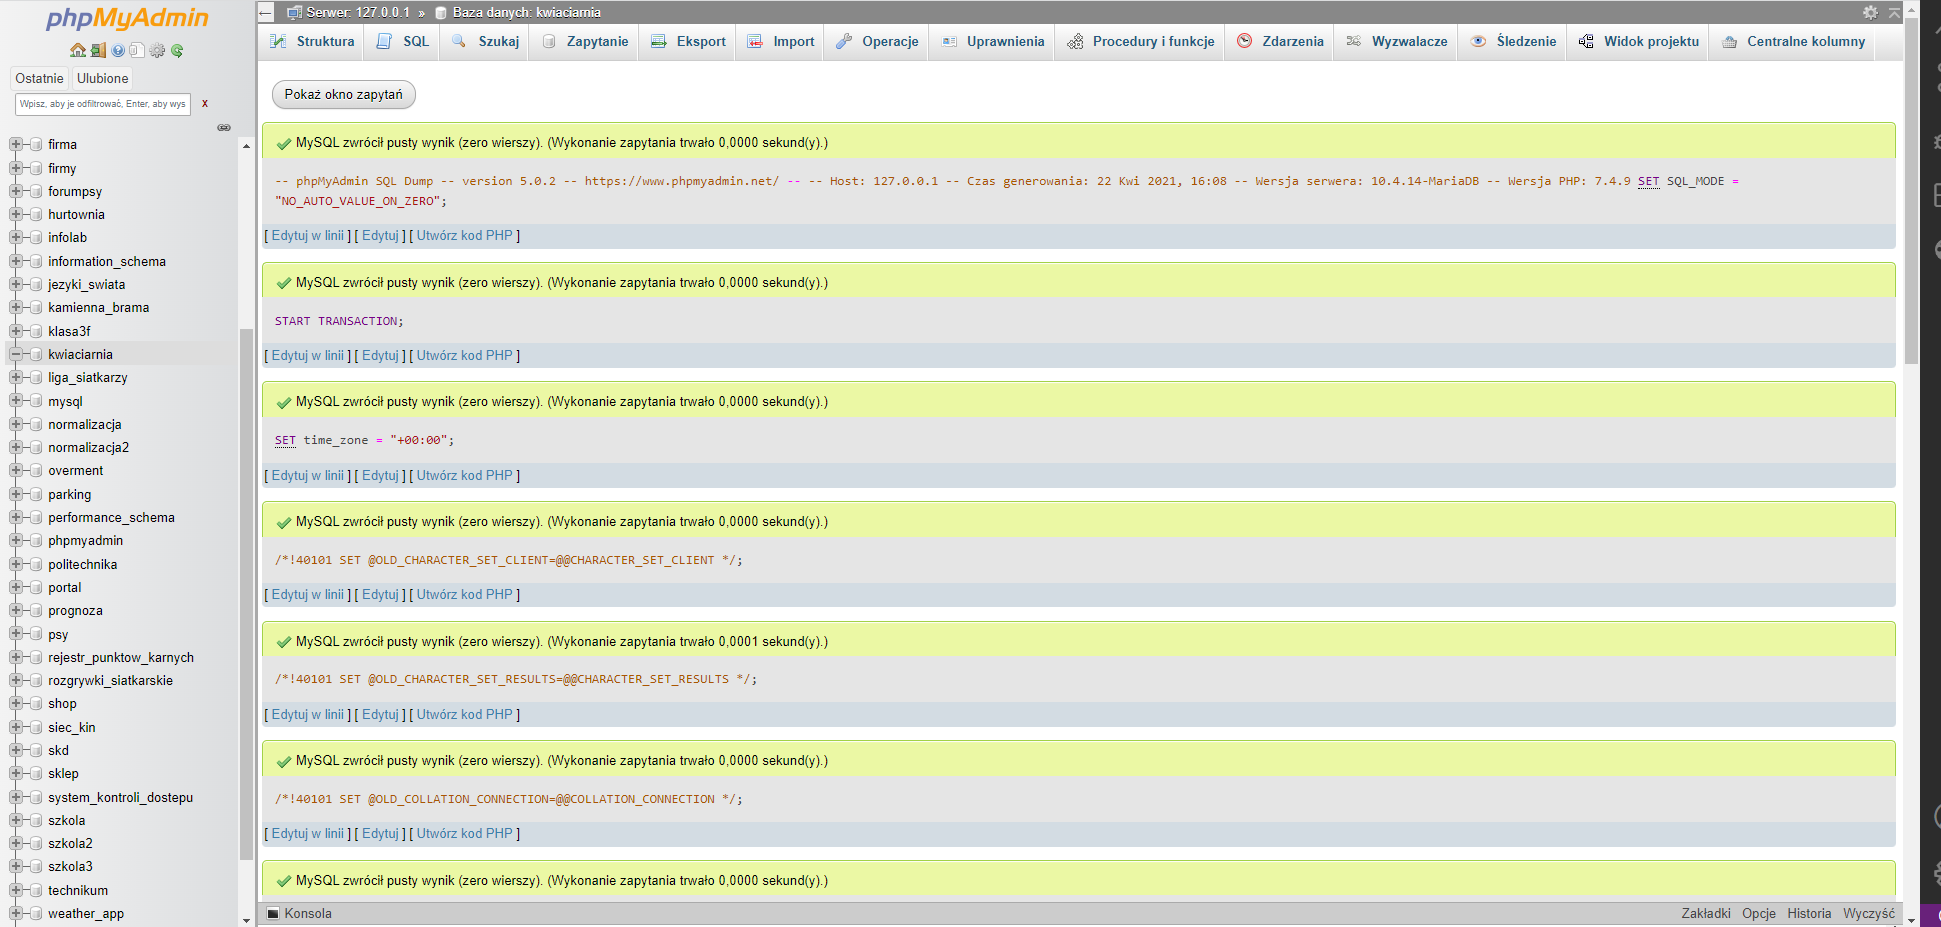 phpMyAdmin
Ostatnie Ulubione
Wpisz, aby je odfiltrować, Enter, aby wys X
firma
firmy
forumpsy
hurtownia
infolab
information_schema
jezyki_swiata
kamienna_brama
klasa3f
kwiaciarnia
liga_siatkarzy
mysql
normalizacja
normalizacja2
overment
parking
performance_schema
phpmyadmin
politechnika
portal
prognoza
psy
rejestr_punktow_karnych
rozgrywki_siatkarskie
shop
siec_kin
skd
sklep
system_kontroli_dostepu
szkola
szkola2
szkola3
technikum
weather_app
Serwer: 127.0.0.1 » Baza danych: kwiaciarnia
Struktura SQL Szukaj Zapytanie Eksport Import Operacje Uprawnienia Procedury i funkcje Zdarzenia Wyzwalacze Śledzenie Widok projektu Centralne kolumny
Pokaż okno zapytań
MySQL zwrócił pusty wynik (zero wierszy). (Wykonanie zapytania trwało 0,0000 sekund(y).)
-- phpMyAdmin SQL Dump -- version 5.0.2 -- https://www.phpmyadmin.net/ -- -- Host: 127.0.0.1 -- Czas generowania: 22 Kwi 2021, 16:08 -- Wersja serwera: 10.4.14-MariaDB -- Wersja PHP: 7.4.9 SET SQL_MODE =
"NO_AUTO_VALUE_ON_ZERO";
[ Edytuj w linii ] [ Edytuj ] [ Utwórz kod PHP ]
MySQL zwrócił pusty wynik (zero wierszy). (Wykonanie zapytania trwało 0,0000 sekund(y).)
START TRANSACTION;
[ Edytuj w linii ] [ Edytuj ] [ Utwórz kod PHP ]
MySQL zwrócił pusty wynik (zero wierszy). (Wykonanie zapytania trwało 0,0000 sekund(y).)
SET time_zone = "+00:00";
[ Edytuj w linii ] [ Edytuj ] [ Utwórz kod PHP ]
MySQL zwrócił pusty wynik (zero wierszy). (Wykonanie zapytania trwało 0,0000 sekund(y).)
/*!40101 SET @OLD_CHARACTER_SET_CLIENT=@@CHARACTER_SET_CLIENT */;
[ Edytuj w linii ] [ Edytuj ] [ Utwórz kod PHP ]
MySQL zwrócił pusty wynik (zero wierszy). (Wykonanie zapytania trwało 0,0001 sekund(y).)
/*!40101 SET @OLD_CHARACTER_SET_RESULTS=@@CHARACTER_SET_RESULTS */;
[ Edytuj w linii ] [ Edytuj ] [ Utwórz kod PHP ]
MySQL zwrócił pusty wynik (zero wierszy). (Wykonanie zapytania trwało 0,0000 sekund(y).)
/*!40101 SET @OLD_COLLATION_CONNECTION=@@COLLATION_CONNECTION */;
[ Edytuj w linii ] [ Edytuj ] [ Utwórz kod PHP ]
MySQL zwrócił pusty wynik (zero wierszy). (Wykonanie zapytania trwało 0,0000 sekund(y).)
Konsola Zakładki Opcje Historia Wyczyść